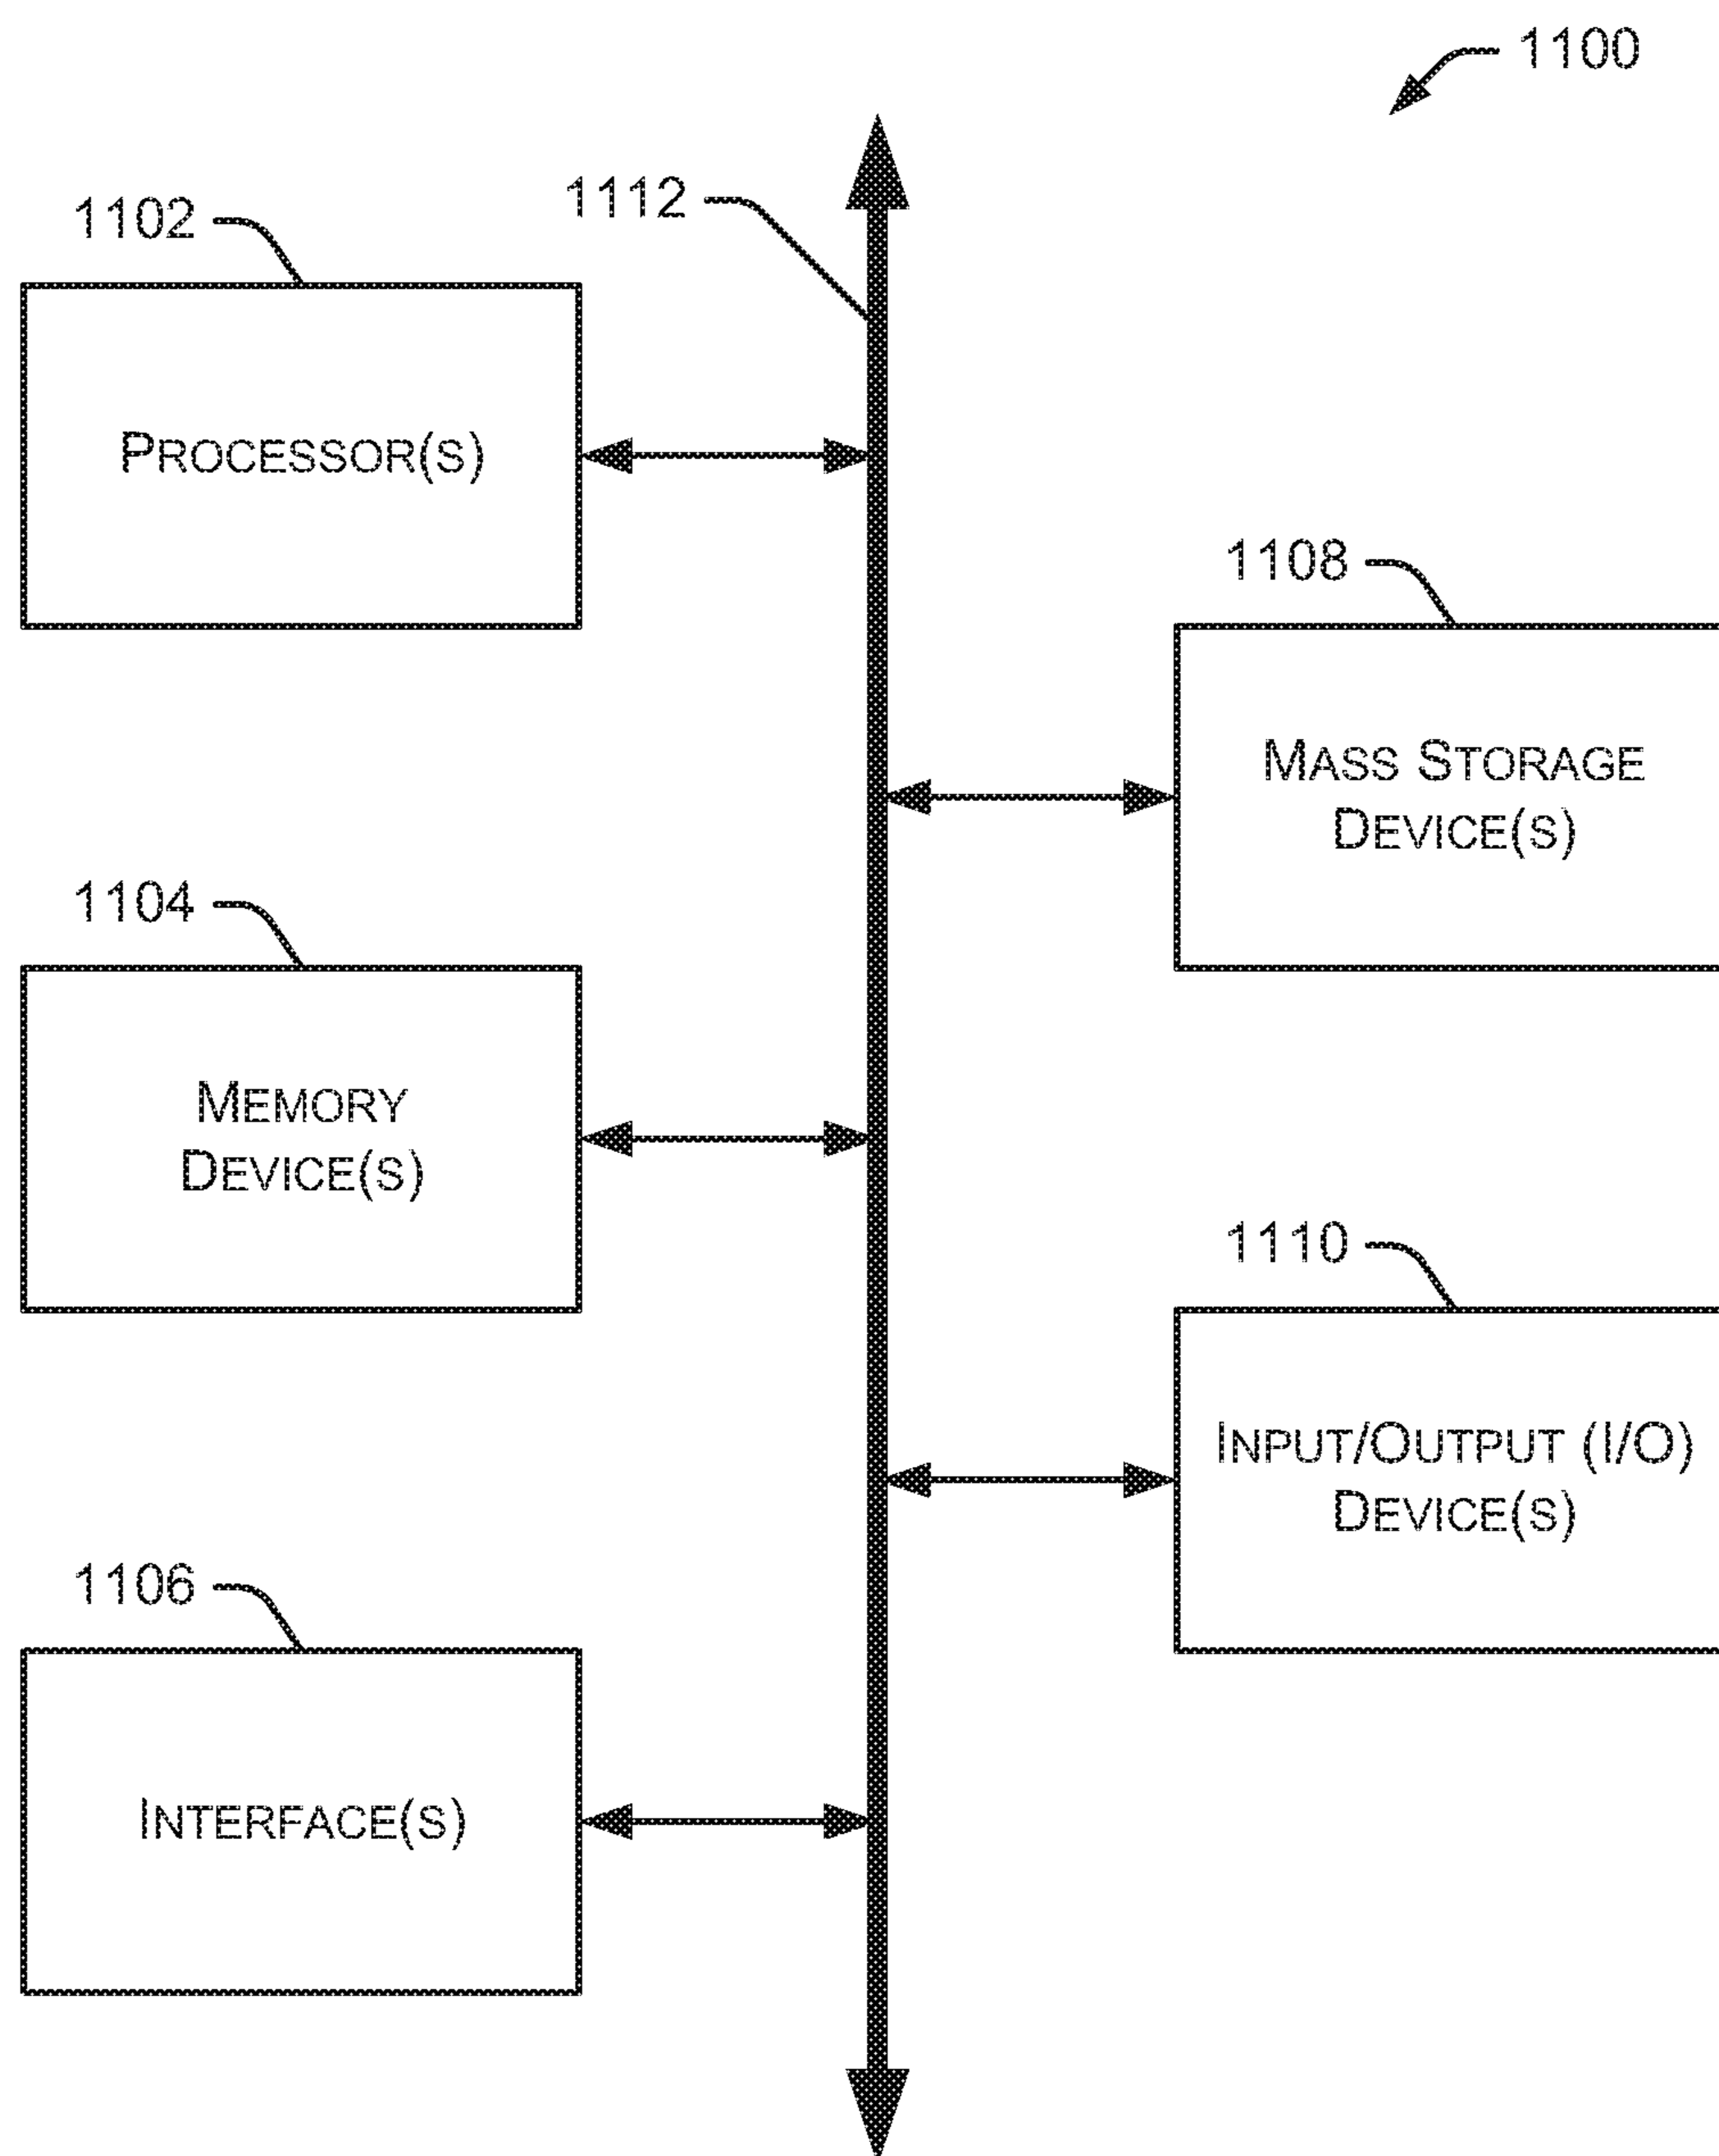 1100
1102
1112
PROCESSOR(S)
1108
MASS STORAGE
DEVICE(S)
1104
MEMORY
DEVICE(S)
1110
INPUT/OUTPUT (I/O)
DEVICE(S)
1106
INTERFACE(S)